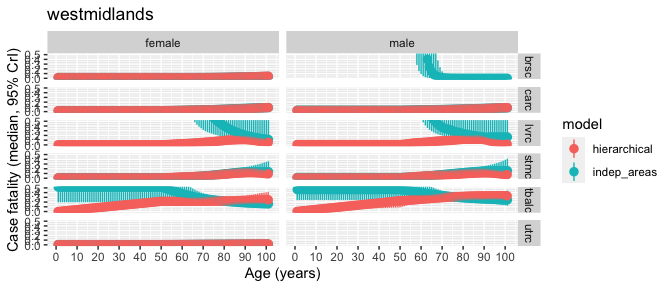 westmidlands
female male
Case fatality (median, 95% CrI)
brsc
carc
lvrc
stmc
tbalc
utrc
0 10 20 30 40 50 60 70 80 90 100 0 10 20 30 40 50 60 70 80 90 100
Age (years)
model
hierarchical
indep_areas